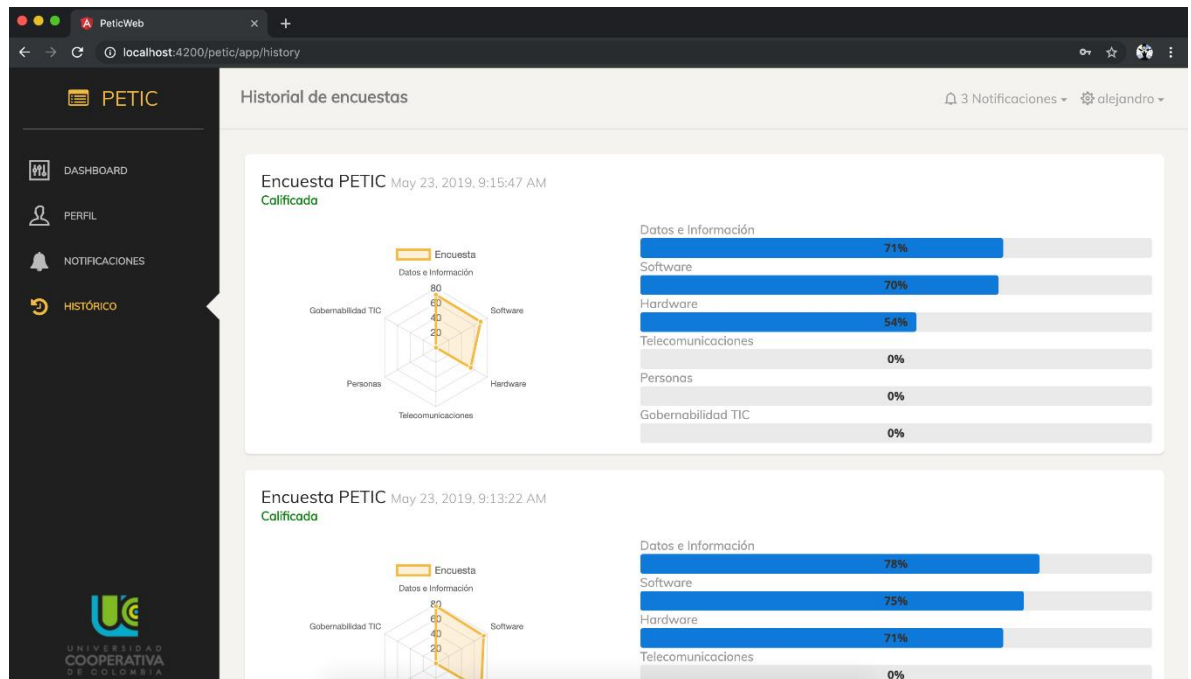 PeticWeb
localhost:4200/petic/app/history
PETIC
DASHBOARD
PERFIL
NOTIFICACIONES
HISTÓRICO
UNIVERSIDAD
COOPERATIVA
DE COLOMBIA
Historial de encuestas
3 Notificaciones
alejandro
Encuesta PETIC May 23, 2019, 9:15:47 AM
Calificada
Encuesta
Datos e Información
80
60
40
20
Gobernabilidad TIC
Software
Personas
Hardware
Telecomunicaciones
Datos e Información
71%
Software
70%
Hardware
54%
Telecomunicaciones
0%
Personas
0%
Gobernabilidad TIC
0%
Encuesta PETIC May 23, 2019, 9:13:22 AM
Calificada
Encuesta
Datos e Información
80
60
40
20
Gobernabilidad TIC
Software
Datos e Información
78%
Software
75%
Hardware
71%
Telecomunicaciones
0%